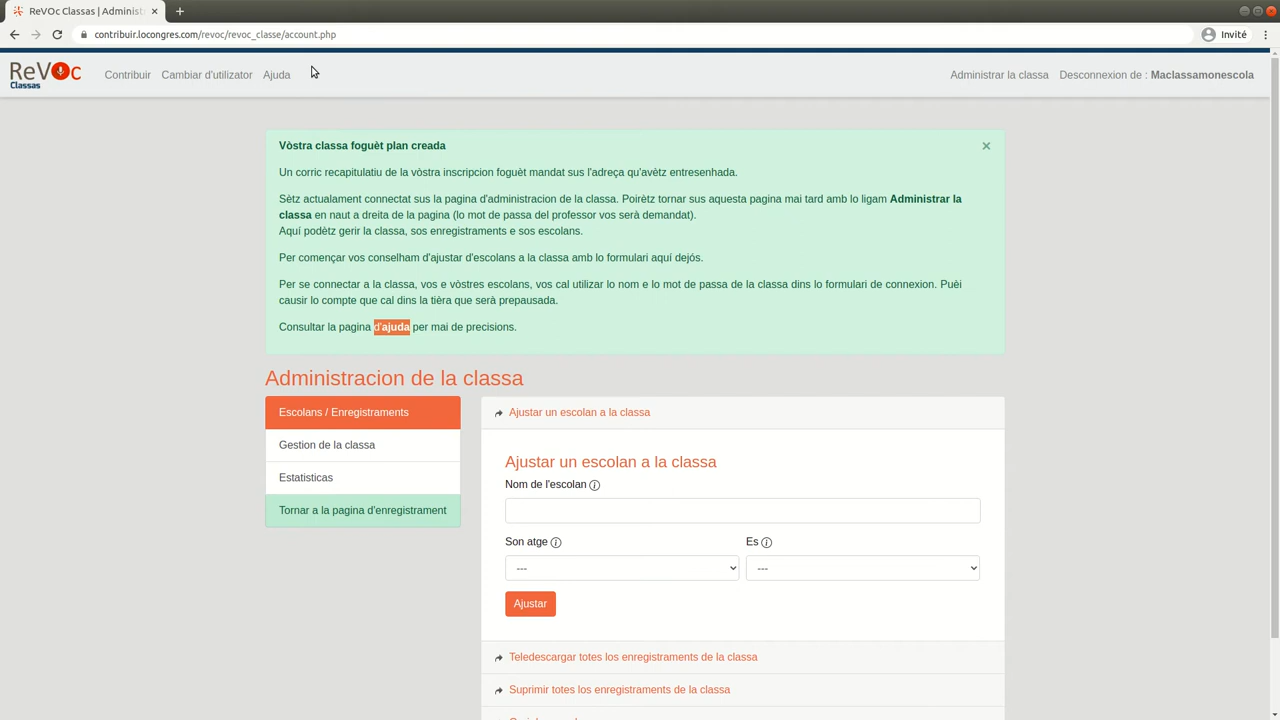 ReVOc Classas | Administ
contribuir.locongres.com/revoc/revoc_classe/account.php
Invité
ReVOc
Classas
Contribuir
Cambiar d'utilizator
Ajuda
Administrar la classa
Desconnexion de : Maclassamonescola
Vòstra classa foguèt plan creada
Un corric recapitulatiu de la vòstra inscripcion foguèt mandat sus l'adreça qu'avètz entresenhada.
Sètz actualament connectat sus la pagina d'administracion de la classa. Poirètz tornar sus aquesta pagina mai tard amb lo ligam Administrar la
classa en naut a dreita de la pagina (lo mot de passa del professor vos serà demandat).
Aquí podètz gerir la classa, sos enregistraments e sos escolans.
Per començar vos conselham d'ajustar d'escolans a la classa amb lo formulari aquí dejós.
Per se connectar a la classa, vos e vòstres escolans, vos cal utilizar lo nom e lo mot de passa de la classa dins lo formulari de connexion. Puèi
causir lo compte que cal dins la tièra que serà prepausada.
Consultar la pagina d'ajuda per mai de precisions.
Administracion de la classa
Escolans / Enregistraments
Gestion de la classa
Estatisticas
Tornar a la pagina d'enregistrament
Ajustar un escolan a la classa
Ajustar un escolan a la classa
Nom de l'escolan
Son atge
Es
---
---
Ajustar
Teledescargar totes los enregistraments de la classa
Suprimir totes los enregistraments de la classa